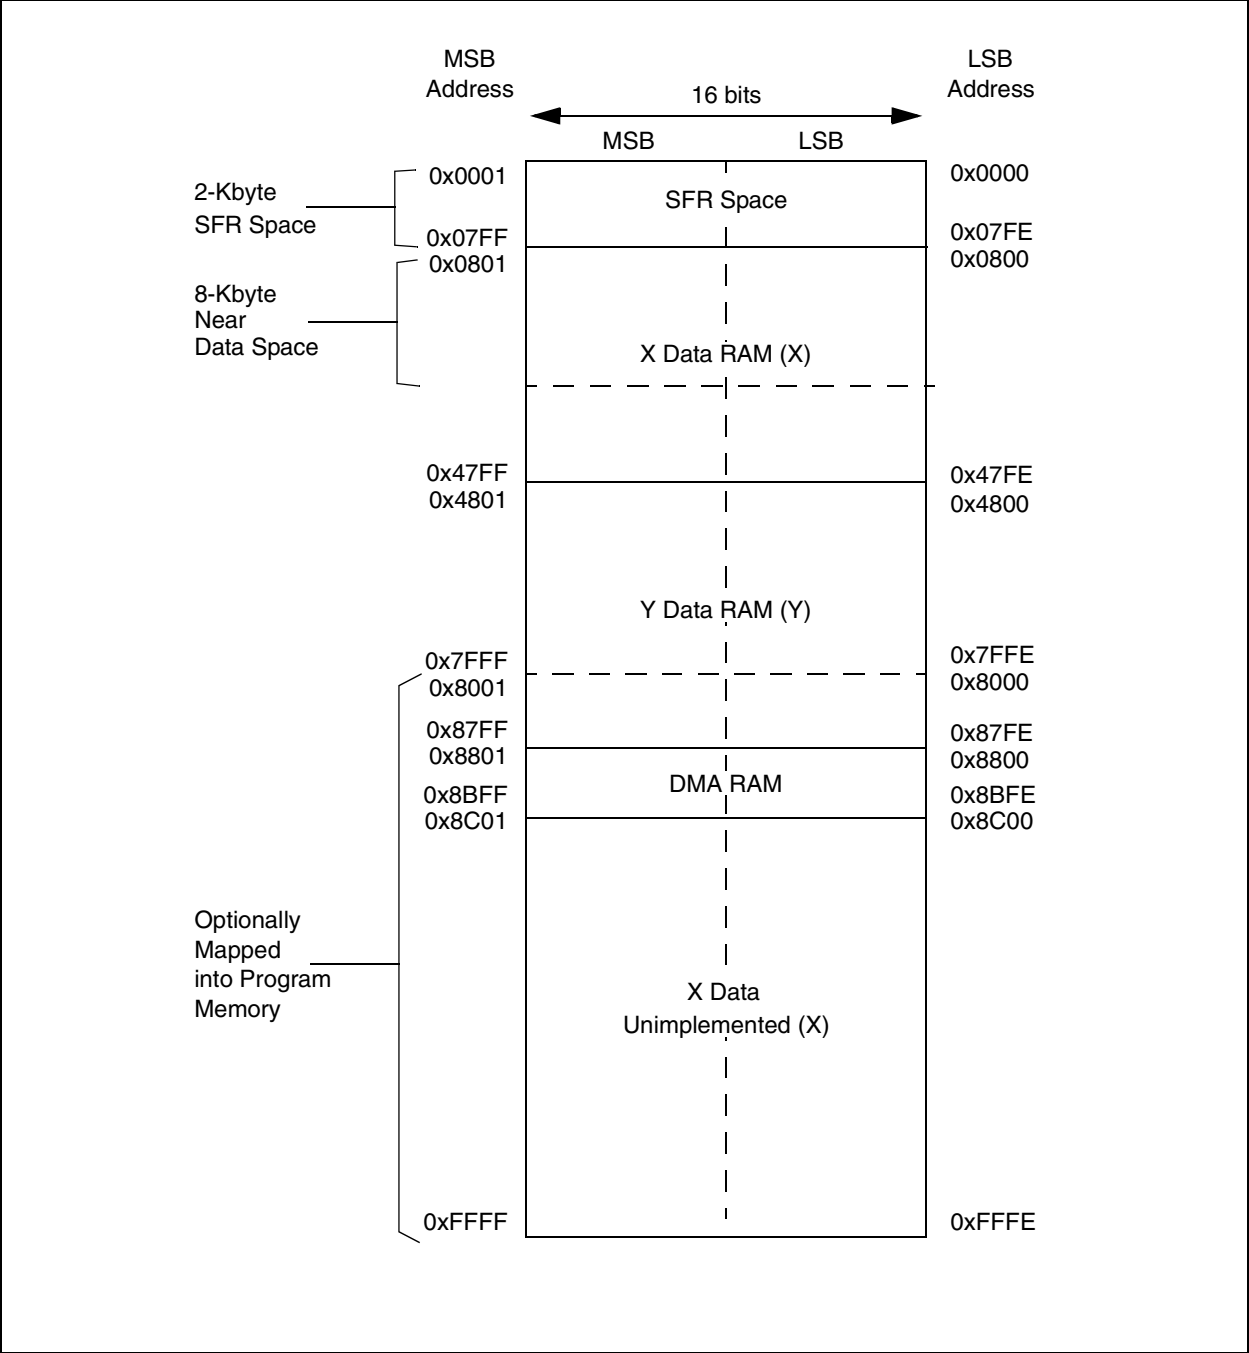 MSB
Address
LSB
Address
16 bits
MSB LSB
2-Kbyte
SFR Space
0x0001
SFR Space
0x0000
0x07FF
0x07FE
0x0801
0x0800
8-Kbyte
Near
Data Space
X Data RAM (X)
0x47FF
0x47FE
0x4801
0x4800
Y Data RAM (Y)
0x7FFF
0x7FFE
0x8001
0x8000
0x87FF
0x87FE
0x8801
0x8800
DMA RAM
0x8BFF
0x8BFE
0x8C01
0x8C00
Optionally
Mapped
into Program
Memory
X Data
Unimplemented (X)
0xFFFF
0xFFFE